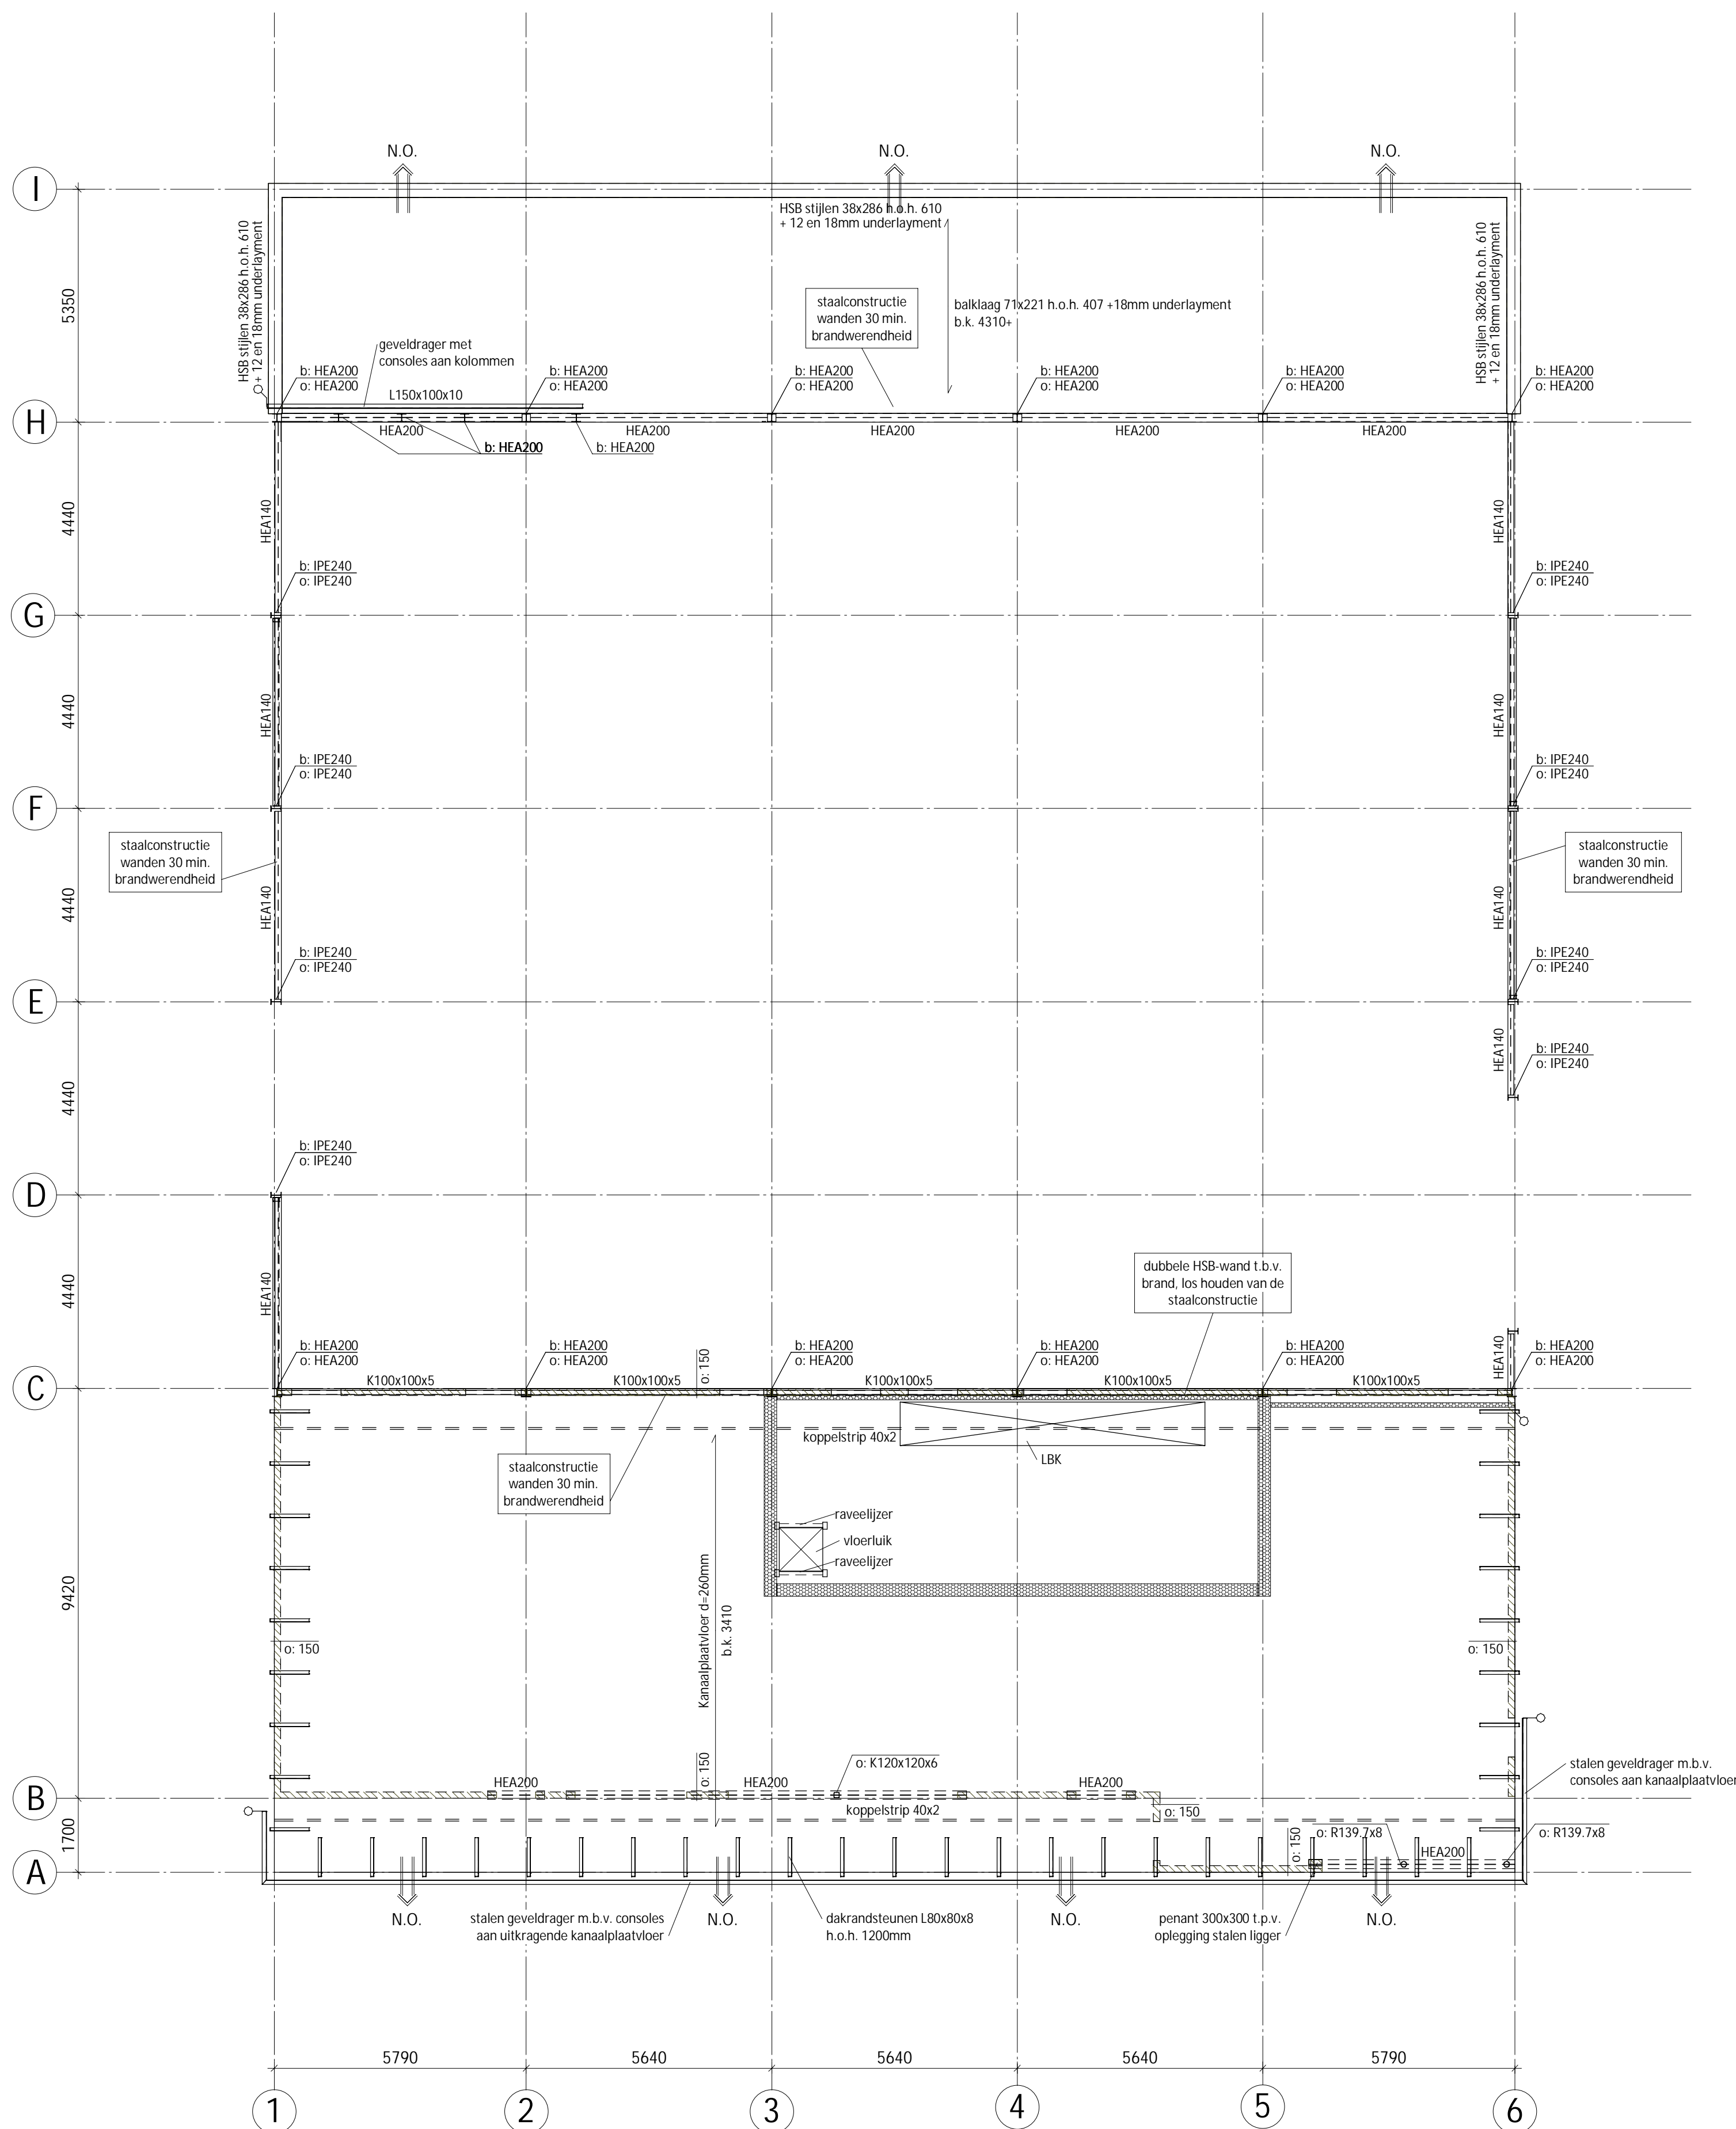 N.O.
N.O.
N.O.
I
HSB stijlen 38x286 h.o.h. 610
+ 12 en 18mm underlayment
HSB stijlen 38x286 h.o.h. 610
+ 12 en 18mm underlayment
HSB stijlen 38x286 h.o.h. 610
+ 12 en 18mm underlayment
5350
staalconstructie
wanden 30 min.
brandwerendheid
balklaag 71x221 h.o.h. 407 +18mm underlayment
b.k. 4310+
geveldrager met
consoles aan kolommen
L150x100x10
b: HEA200
o: HEA200
b: HEA200
o: HEA200
b: HEA200
o: HEA200
b: HEA200
o: HEA200
b: HEA200
o: HEA200
b: HEA200
o: HEA200
H
HEA200
HEA200
HEA200
HEA200
HEA200
b: HEA200
b: HEA200
4440
HEA140
HEA140
b: IPE240
o: IPE240
b: IPE240
o: IPE240
G
4440
HEA140
HEA140
b: IPE240
o: IPE240
b: IPE240
o: IPE240
F
staalconstructie
wanden 30 min.
brandwerendheid
staalconstructie
wanden 30 min.
brandwerendheid
4440
HEA140
HEA140
b: IPE240
o: IPE240
b: IPE240
o: IPE240
E
4440
HEA140
b: IPE240
o: IPE240
b: IPE240
o: IPE240
D
4440
HEA140
dubbele HSB-wand t.b.v.
brand, los houden van de
staalconstructie
HEA140
b: HEA200
o: HEA200
b: HEA200
o: HEA200
o: 150
b: HEA200
o: HEA200
b: HEA200
o: HEA200
b: HEA200
o: HEA200
b: HEA200
o: HEA200
C
K100x100x5
K100x100x5
K100x100x5
K100x100x5
K100x100x5
koppelstrip 40x2
LBK
staalconstructie
wanden 30 min.
brandwerendheid
raveelijzer
vloerluik
raveelijzer
9420
Kanaalplaatvloer d=260mm
b.k. 3410
o: 150
o: 150
o: 150
o: K120x120x6
HEA200
HEA200
HEA200
stalen geveldrager m.b.v.
consoles aan kanaalplaatvloer
B
koppelstrip 40x2
o: 150
1700
o: 150
o: R139.7x8
HEA200
o: R139.7x8
A
N.O.
N.O.
N.O.
N.O.
stalen geveldrager m.b.v. consoles
aan uitkragende kanaalplaatvloer
dakrandsteunen L80x80x8
h.o.h. 1200mm
penant 300x300 t.p.v.
oplegging stalen ligger
5790
5640
5640
5640
5790
1
2
3
4
5
6